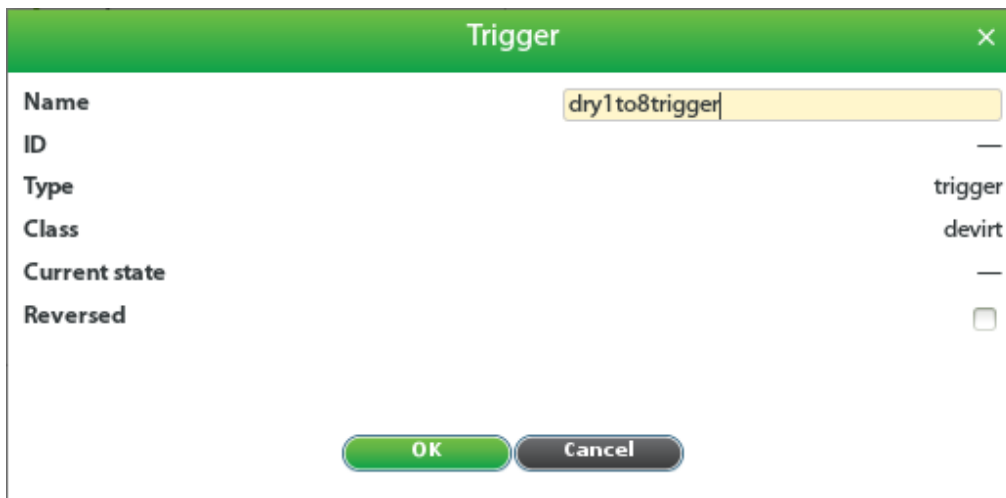 Trigger ×
Name dry1to8trigger
ID —
Type trigger
Class devirt
Current state —
Reversed
OK Cancel